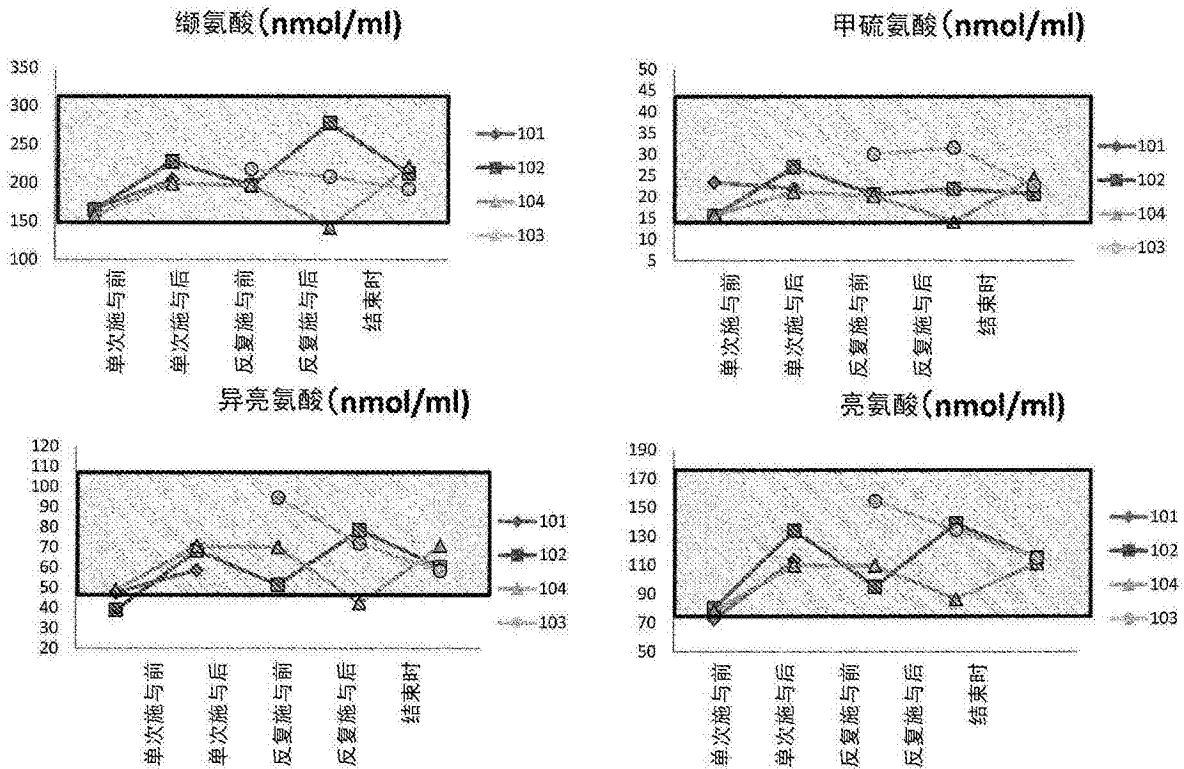 缬氨酸(nmol/ml)
350
300
250
200
150
100
101
102
104
103
单次施与前
单次施与后
反复施与前
反复施与后
结束时
甲硫氨酸(nmol/ml)
50
45
40
35
30
25
20
15
10
5
101
102
104
103
单次施与前
单次施与后
反复施与前
反复施与后
结束时
异亮氨酸(nmol/ml)
120
110
100
90
80
70
60
50
40
30
20
101
102
104
103
单次施与前
单次施与后
反复施与前
反复施与后
结束时
亮氨酸(nmol/ml)
190
170
150
130
110
90
70
50
101
102
104
103
单次施与前
单次施与后
反复施与前
反复施与后
结束时